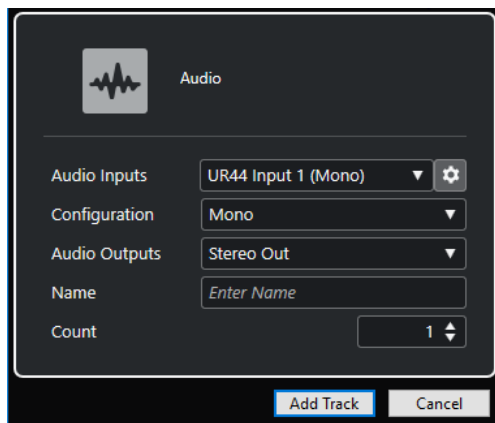 Audio
Audio Inputs UR44 Input 1 (Mono)
Configuration Mono
Audio Outputs Stereo Out
Name Enter Name
Count 1
Add Track Cancel